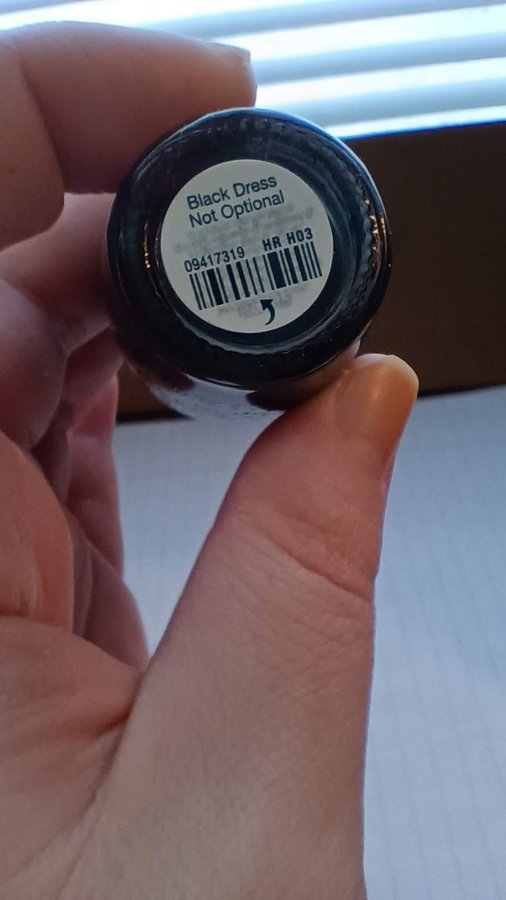 Black Dress
Not Optional
09417319 HR H03